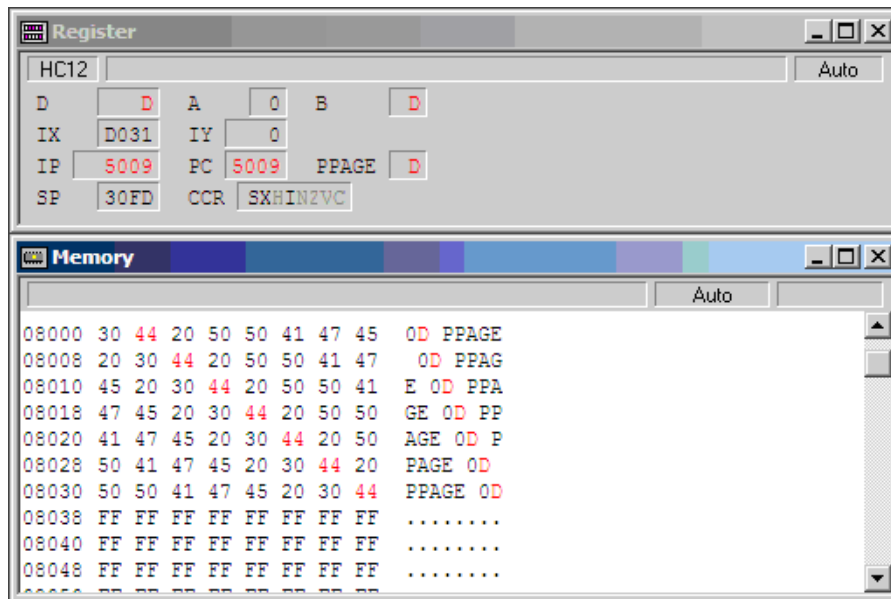 Register
HC12 Auto
D D A 0 B D
IX D031 IY 0
IP 5009 PC 5009 PPAGE D
SP 30FD CCR SXHINZVC
Memory
Auto
08000 30 44 20 50 50 41 47 45 0D PPAGE
08008 20 30 44 20 50 50 41 47 0D PPAG
08010 45 20 30 44 20 50 50 41 E 0D PPA
08018 47 45 20 30 44 20 50 50 GE 0D PP
08020 41 47 45 20 30 44 20 50 AGE 0D P
08028 50 41 47 45 20 30 44 20 PAGE 0D
08030 50 50 41 47 45 20 30 44 PPAGE 0D
08038 FF FF FF FF FF FF FF FF ........
08040 FF FF FF FF FF FF FF FF ........
08048 FF FF FF FF FF FF FF FF ........